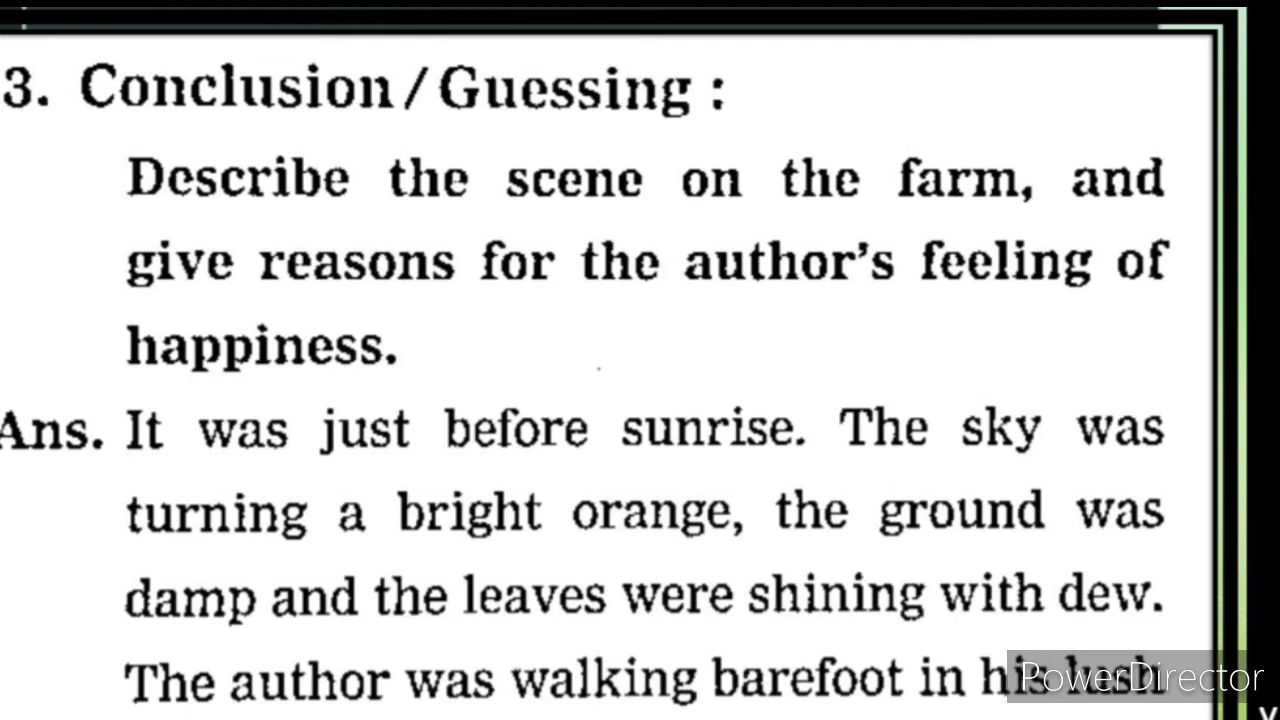 3. Conclusion / Guessing :
Describe the scene on the farm, and
give reasons for the author's feeling of
happiness.
Ans. It was just before sunrise. The sky was
turning a bright orange, the ground was
damp and the leaves were shining with dew.
The author was walking barefoot in his lush
PowerDirector